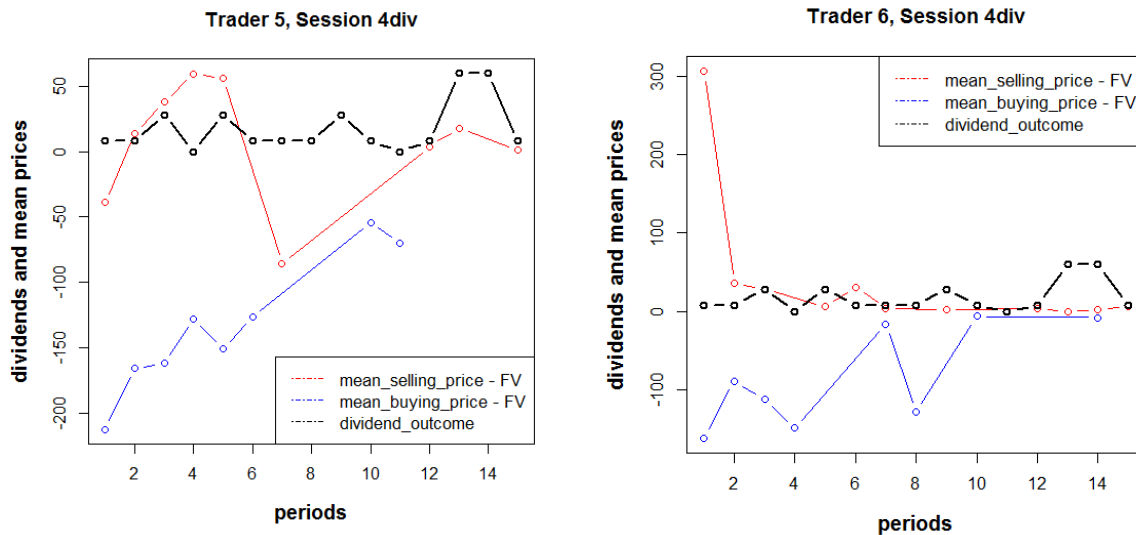 Trader 5, Session 4div
dividends and mean prices
50
0
-50
-100
-150
-200
mean_selling_price - FV
mean_buying_price - FV
dividend_outcome
2 4 6 8 10 12 14
periods
Trader 6, Session 4div
dividends and mean prices
300
200
100
0
-100
mean_selling_price - FV
mean_buying_price - FV
dividend_outcome
2 4 6 8 10 12 14
periods